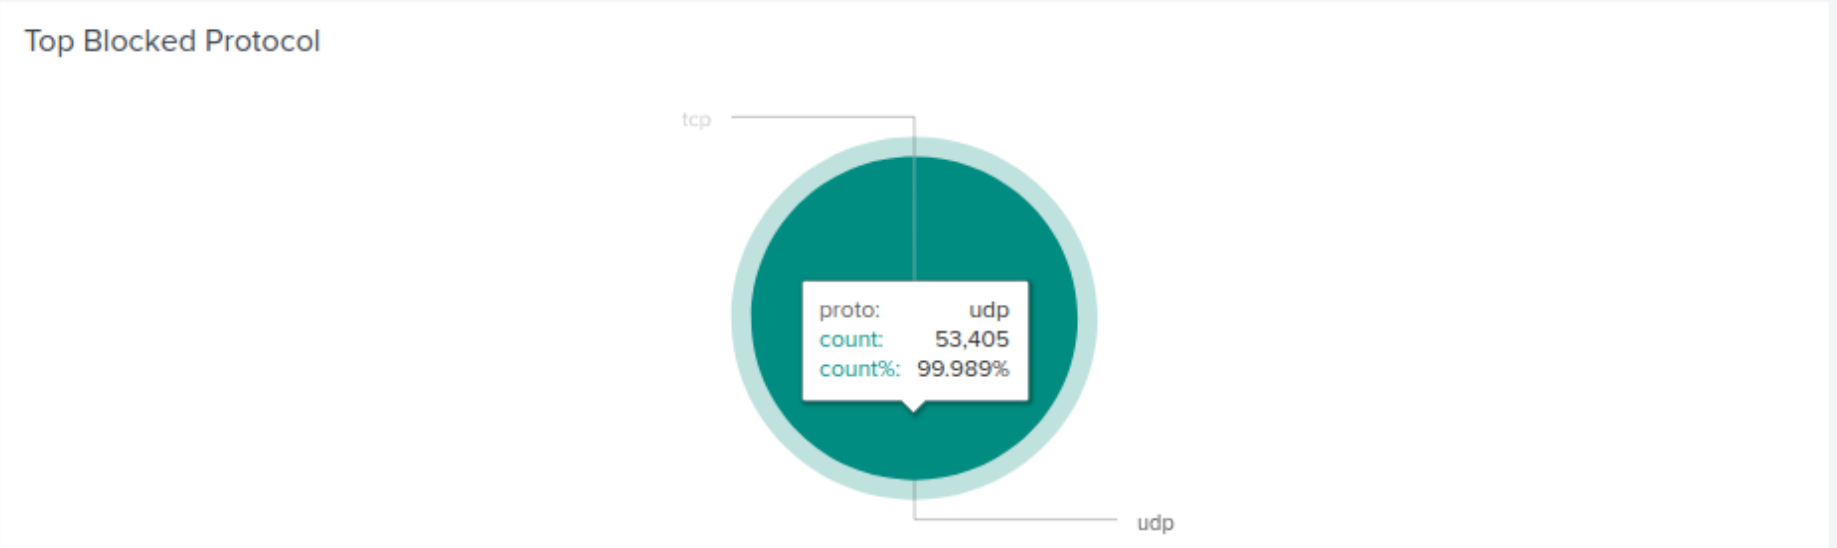 Top Blocked Protocol
tcp
proto: udp
count: 53,405
count%: 99.989%
udp